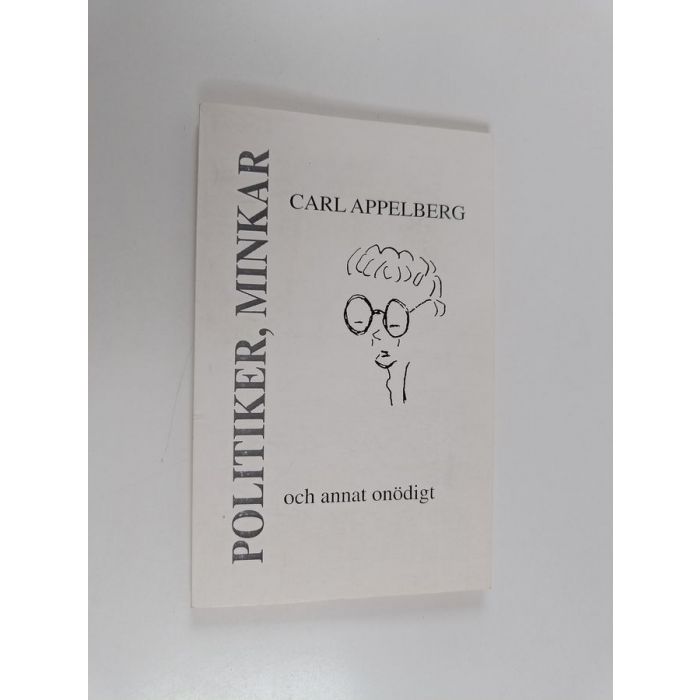 CARL APPELBERG
POLITIKER, MINKAR
och annat onödigt